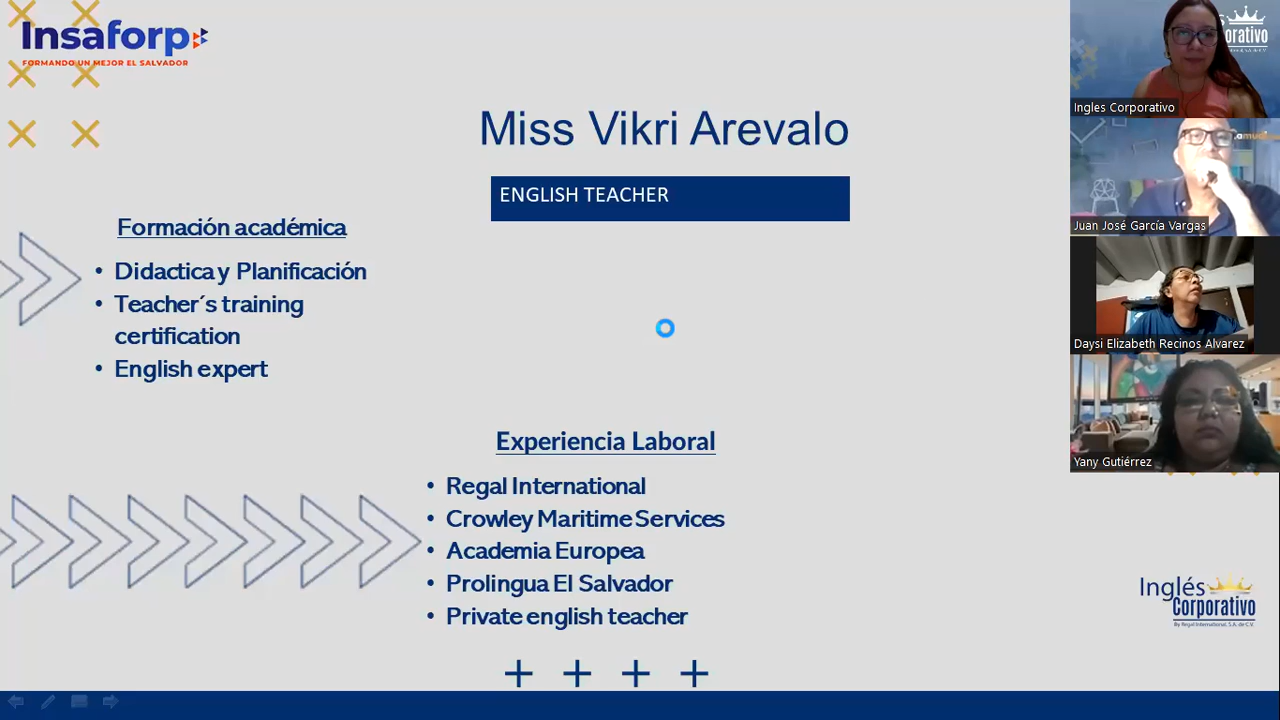 Insaforp
FORMANDO UN MEJOR EL SALVADOR
Miss Vikri Arevalo
ENGLISH TEACHER
Formación académica
• Didactica y Planificación
• Teacher´s training
certification
• English expert
Experiencia Laboral
• Regal International
• Crowley Maritime Services
• Academia Europea
• Prolingua El Salvador
• Private english teacher
Ingles Corporativo
Juan José García Vargas
Daysi Elizabeth Recinos Alvarez
Yany Gutiérrez
Inglés
Corporativo
By Regal International, S.A. de C.V.